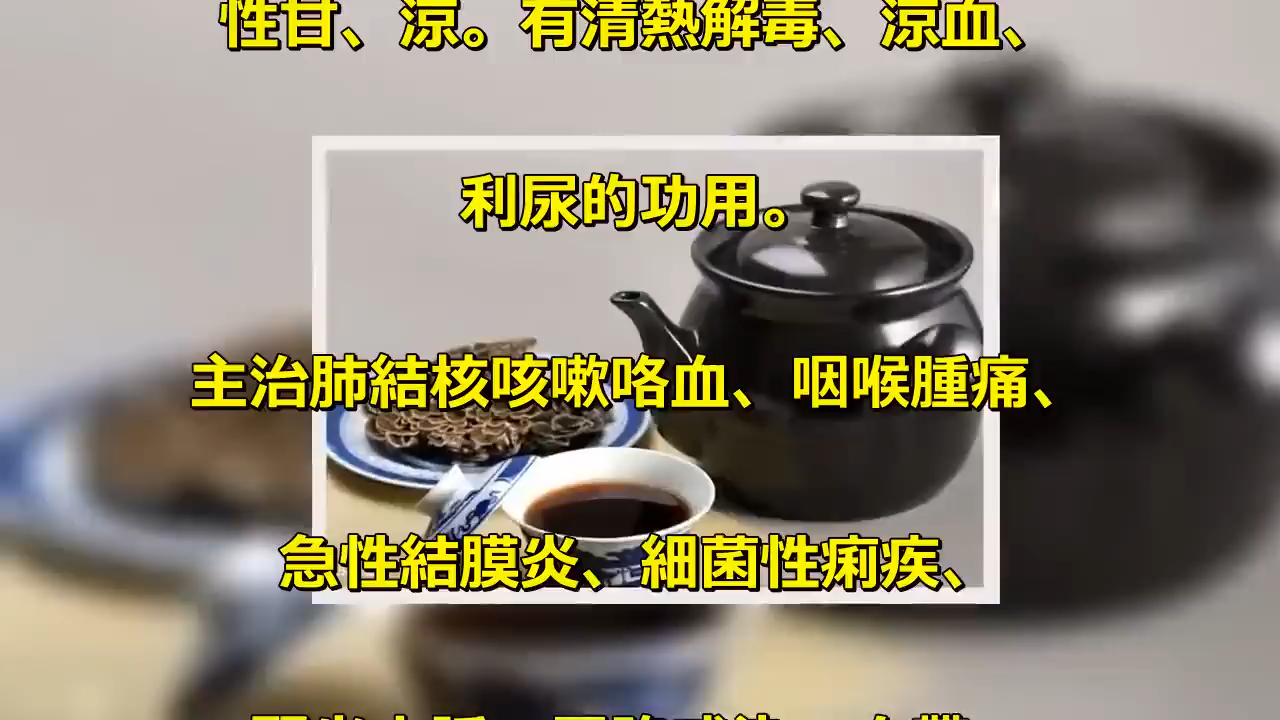 性甘、涼。有清熱解毒、涼血、
利尿的功用。
主治肺結核咳嗽咯血、咽喉腫痛、
急性結膜炎、細菌性痢疾、